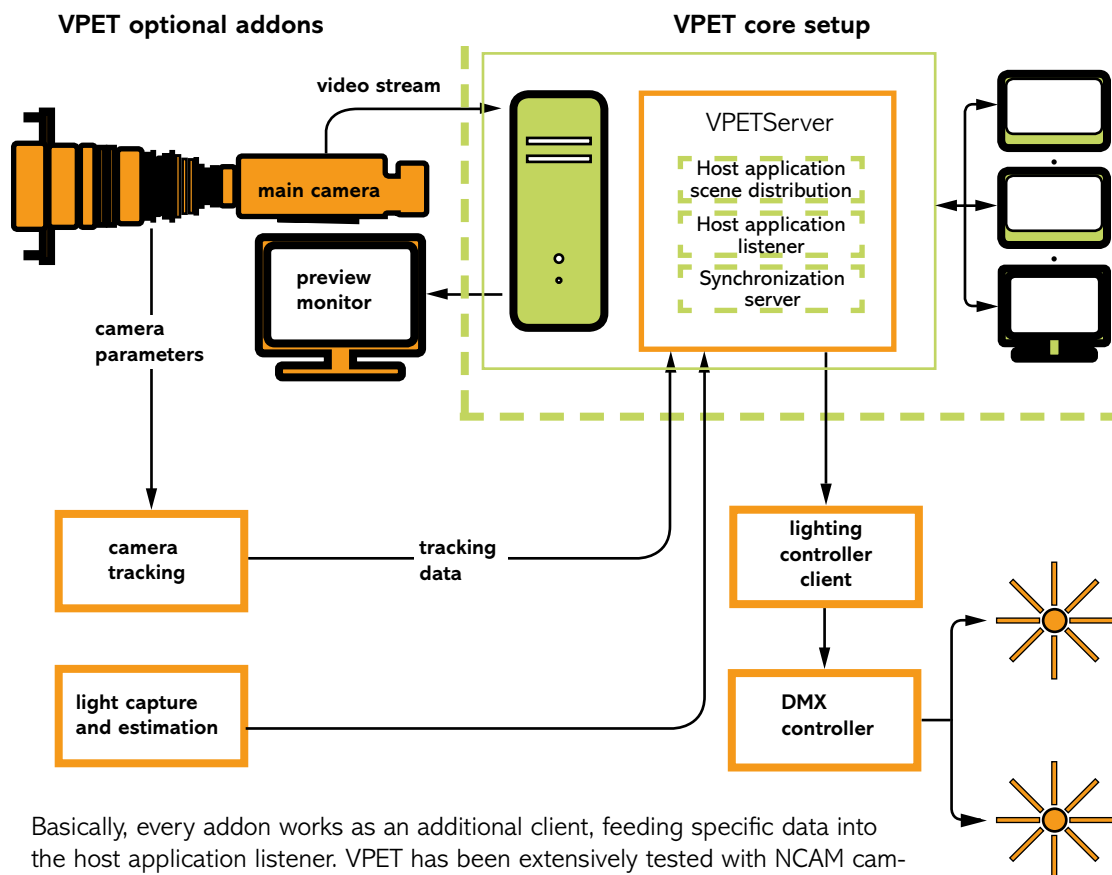 VPET optional addons
VPET core setup
video stream
main camera
preview
monitor
camera
parameters
VPETServer
Host application
scene distribution
Host application
listener
Synchronization
server
camera
tracking
tracking
data
lighting
controller
client
light capture
and estimation
DMX
controller
Basically, every addon works as an additional client, feeding specific data into
the host application listener. VPET has been extensively tested with NCAM cam-